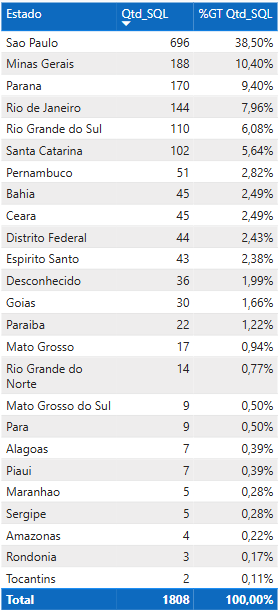 Estado Qtd_SQL %GT Qtd_SQL
Sao Paulo 696 38,50%
Minas Gerais 188 10,40%
Parana 170 9,40%
Rio de Janeiro 144 7,96%
Rio Grande do Sul 110 6,08%
Santa Catarina 102 5,64%
Pernambuco 51 2,82%
Bahia 45 2,49%
Ceara 45 2,49%
Distrito Federal 44 2,43%
Espirito Santo 43 2,38%
Desconhecido 36 1,99%
Goias 30 1,66%
Paraiba 22 1,22%
Mato Grosso 17 0,94%
Rio Grande do 14 0,77%
Norte
Mato Grosso do Sul 9 0,50%
Para 9 0,50%
Alagoas 7 0,39%
Piaui 7 0,39%
Maranhao 5 0,28%
Sergipe 5 0,28%
Amazonas 4 0,22%
Rondonia 3 0,17%
Tocantins 2 0,11%
Total 1808 100,00%